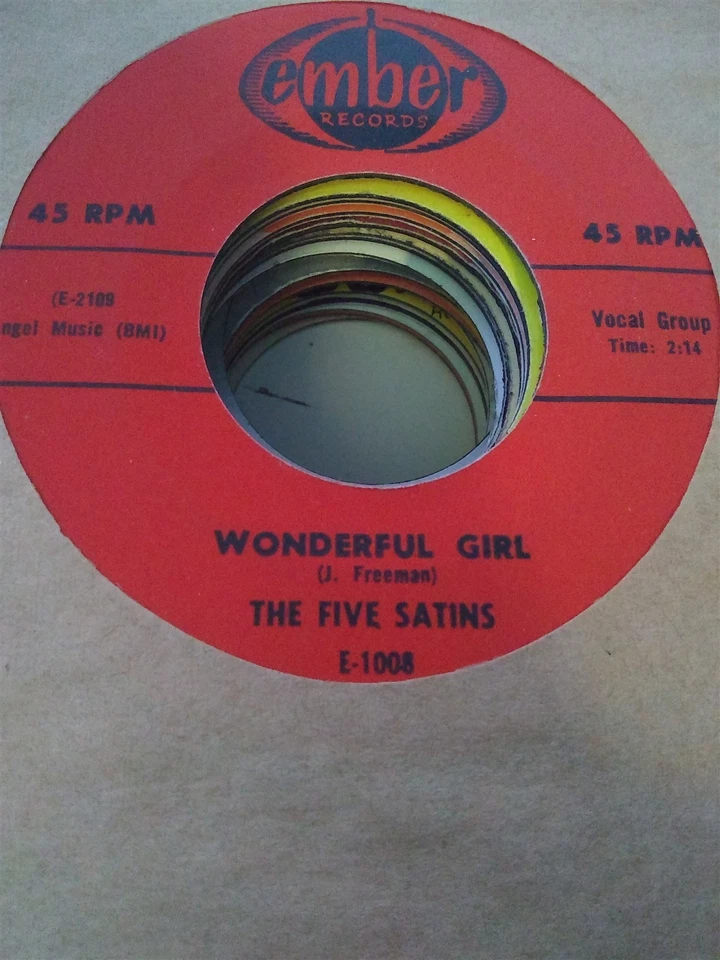 ember
RECORDS
45 RPM
45 RPM
(E-2109
ngel Music (BMI)
Vocal Group
Time: 2:14
WONDERFUL GIRL
(J. Freeman)
THE FIVE SATINS
E-1008